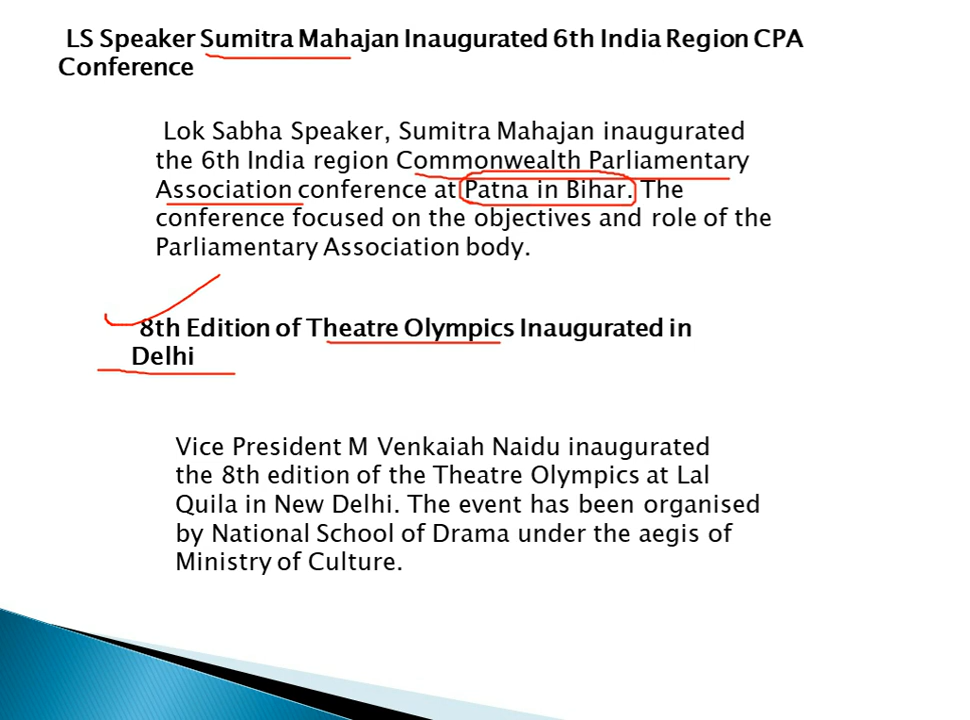 LS Speaker Sumitra Mahajan Inaugurated 6th India Region CPA
Conference
Lok Sabha Speaker, Sumitra Mahajan inaugurated
the 6th India region Commonwealth Parliamentary
Association conference at Patna in Bihar. The
conference focused on the objectives and role of the
Parliamentary Association body.
8th Edition of Theatre Olympics Inaugurated in
Delhi
Vice President M Venkaiah Naidu inaugurated
the 8th edition of the Theatre Olympics at Lal
Quila in New Delhi. The event has been organised
by National School of Drama under the aegis of
Ministry of Culture.